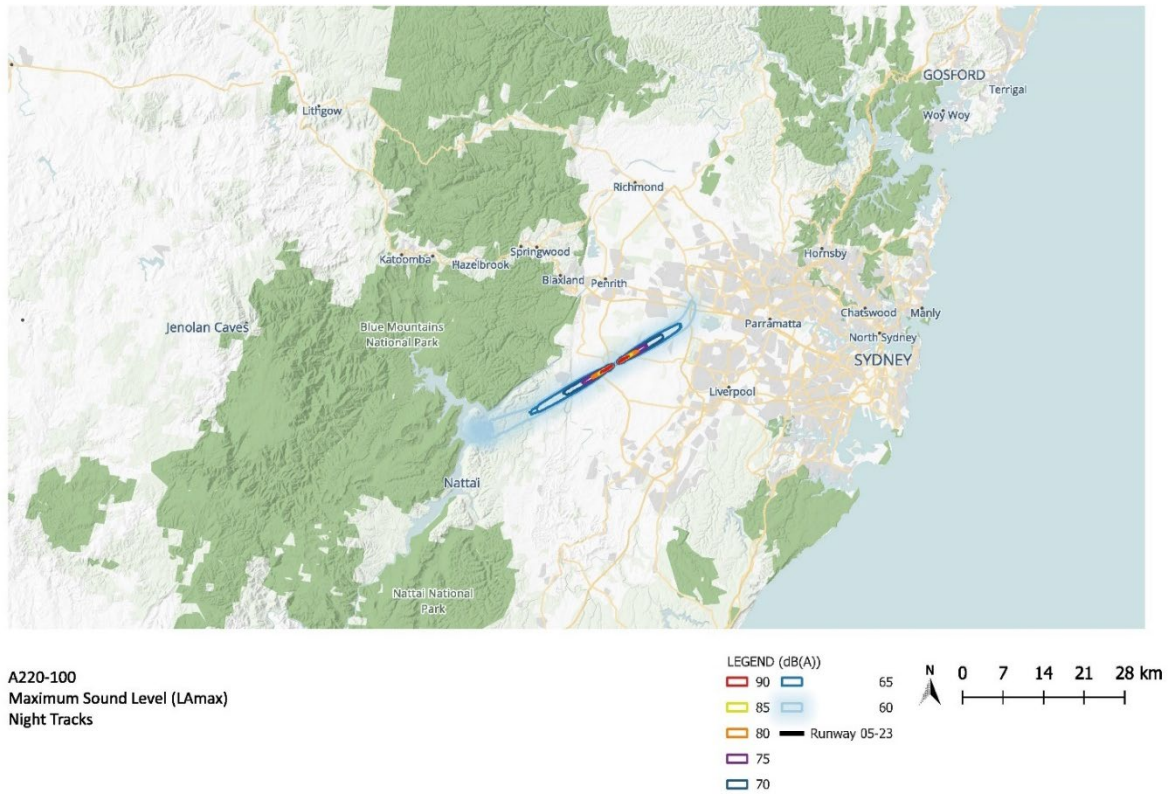 GOSFORD
Terrigal
Woy Woy
Lithgow
Richmond
Springwood
Hornsby
Katoomba
Hazelbrook
Blaxland
Penrith
Jenolan Caves
Blue Mountains
National Park
Parramatta
Chatswood
Manly
North Sydney
SYDNEY
Liverpool
Nattai
Nattai National
Park
A220-100
Maximum Sound Level (LAmax)
Night Tracks
LEGEND (dB(A))
90 65
85 60
80 Runway 05-23
75
70
N 0 7 14 21 28 km